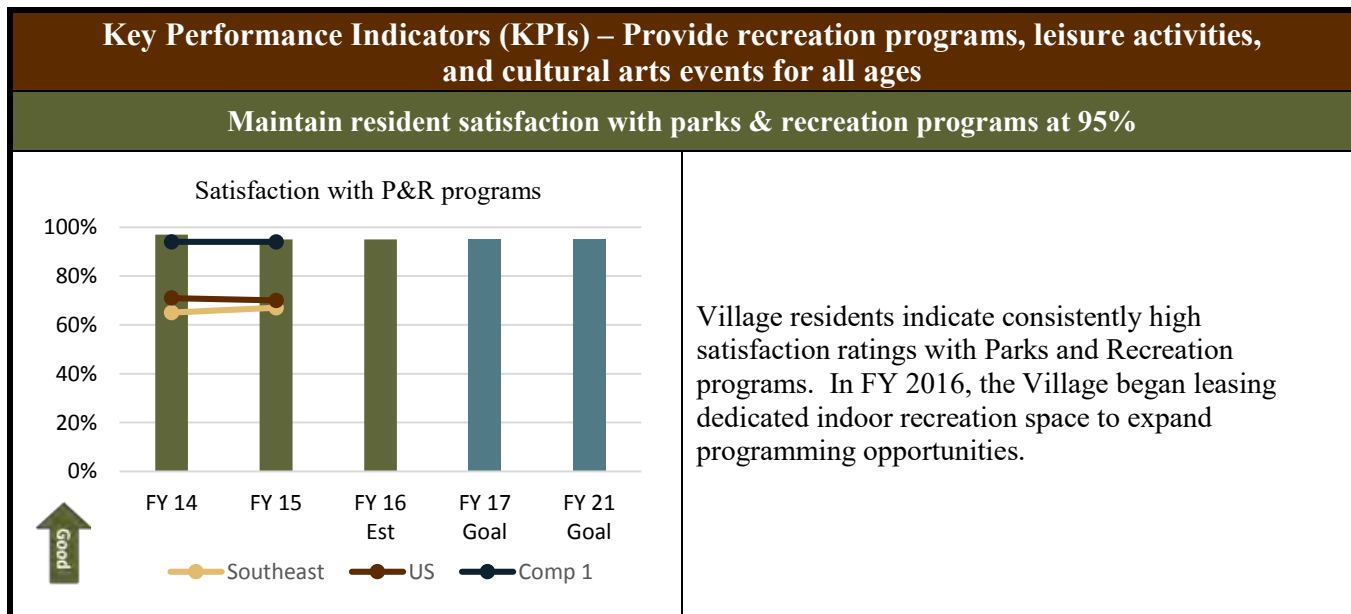 Key Performance Indicators (KPIs) – Provide recreation programs, leisure activities,
and cultural arts events for all ages
Maintain resident satisfaction with parks & recreation programs at 95%
Satisfaction with P&R programs
100%
80%
60%
40%
20%
0%
FY 14
FY 15
FY 16
Est
FY 17
Goal
FY 21
Goal
Good
Southeast
US
Comp 1
Village residents indicate consistently high
satisfaction ratings with Parks and Recreation
programs.  In FY 2016, the Village began leasing
dedicated indoor recreation space to expand
programming opportunities.